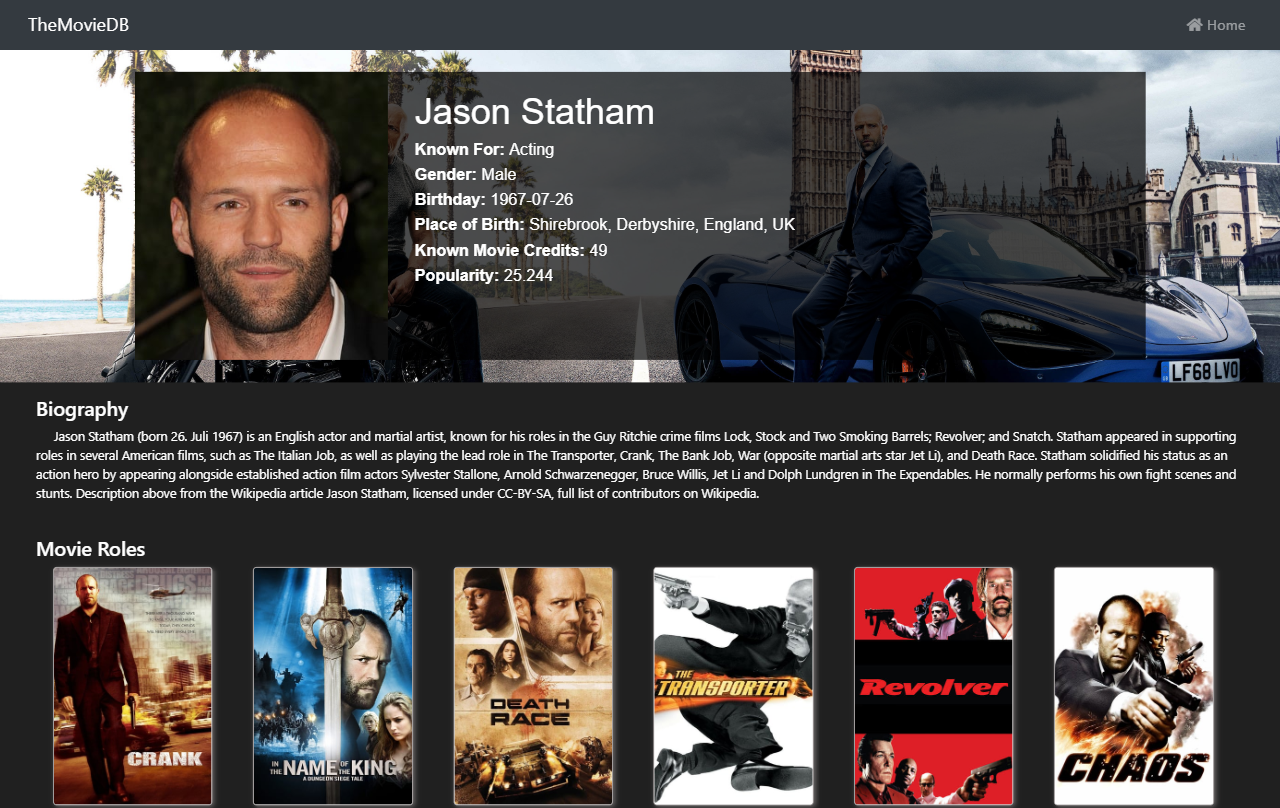 TheMovieDB
Home
Jason Statham
Known For: Acting
Gender: Male
Birthday: 1967-07-26
Place of Birth: Shirebrook, Derbyshire, England, UK
Known Movie Credits: 49
Popularity: 25.244
LF68 LVO
Biography
Jason Statham (born 26. Juli 1967) is an English actor and martial artist, known for his roles in the Guy Ritchie crime films Lock, Stock and Two Smoking Barrels; Revolver; and Snatch. Statham appeared in supporting
roles in several American films, such as The Italian Job, as well as playing the lead role in The Transporter, Crank, The Bank Job, War (opposite martial arts star Jet Li), and Death Race. Statham solidified his status as an
action hero by appearing alongside established action film actors Sylvester Stallone, Arnold Schwarzenegger, Bruce Willis, Jet Li and Dolph Lundgren in The Expendables. He normally performs his own fight scenes and
stunts. Description above from the Wikipedia article Jason Statham, licensed under CC-BY-SA, full list of contributors on Wikipedia.
Movie Roles
CRANK
IN THE NAME OF THE KING
A DUNGEON SIEGE TALE
DEATH
RACE
THE
TRANSPORTER
Revolver
CHAOS